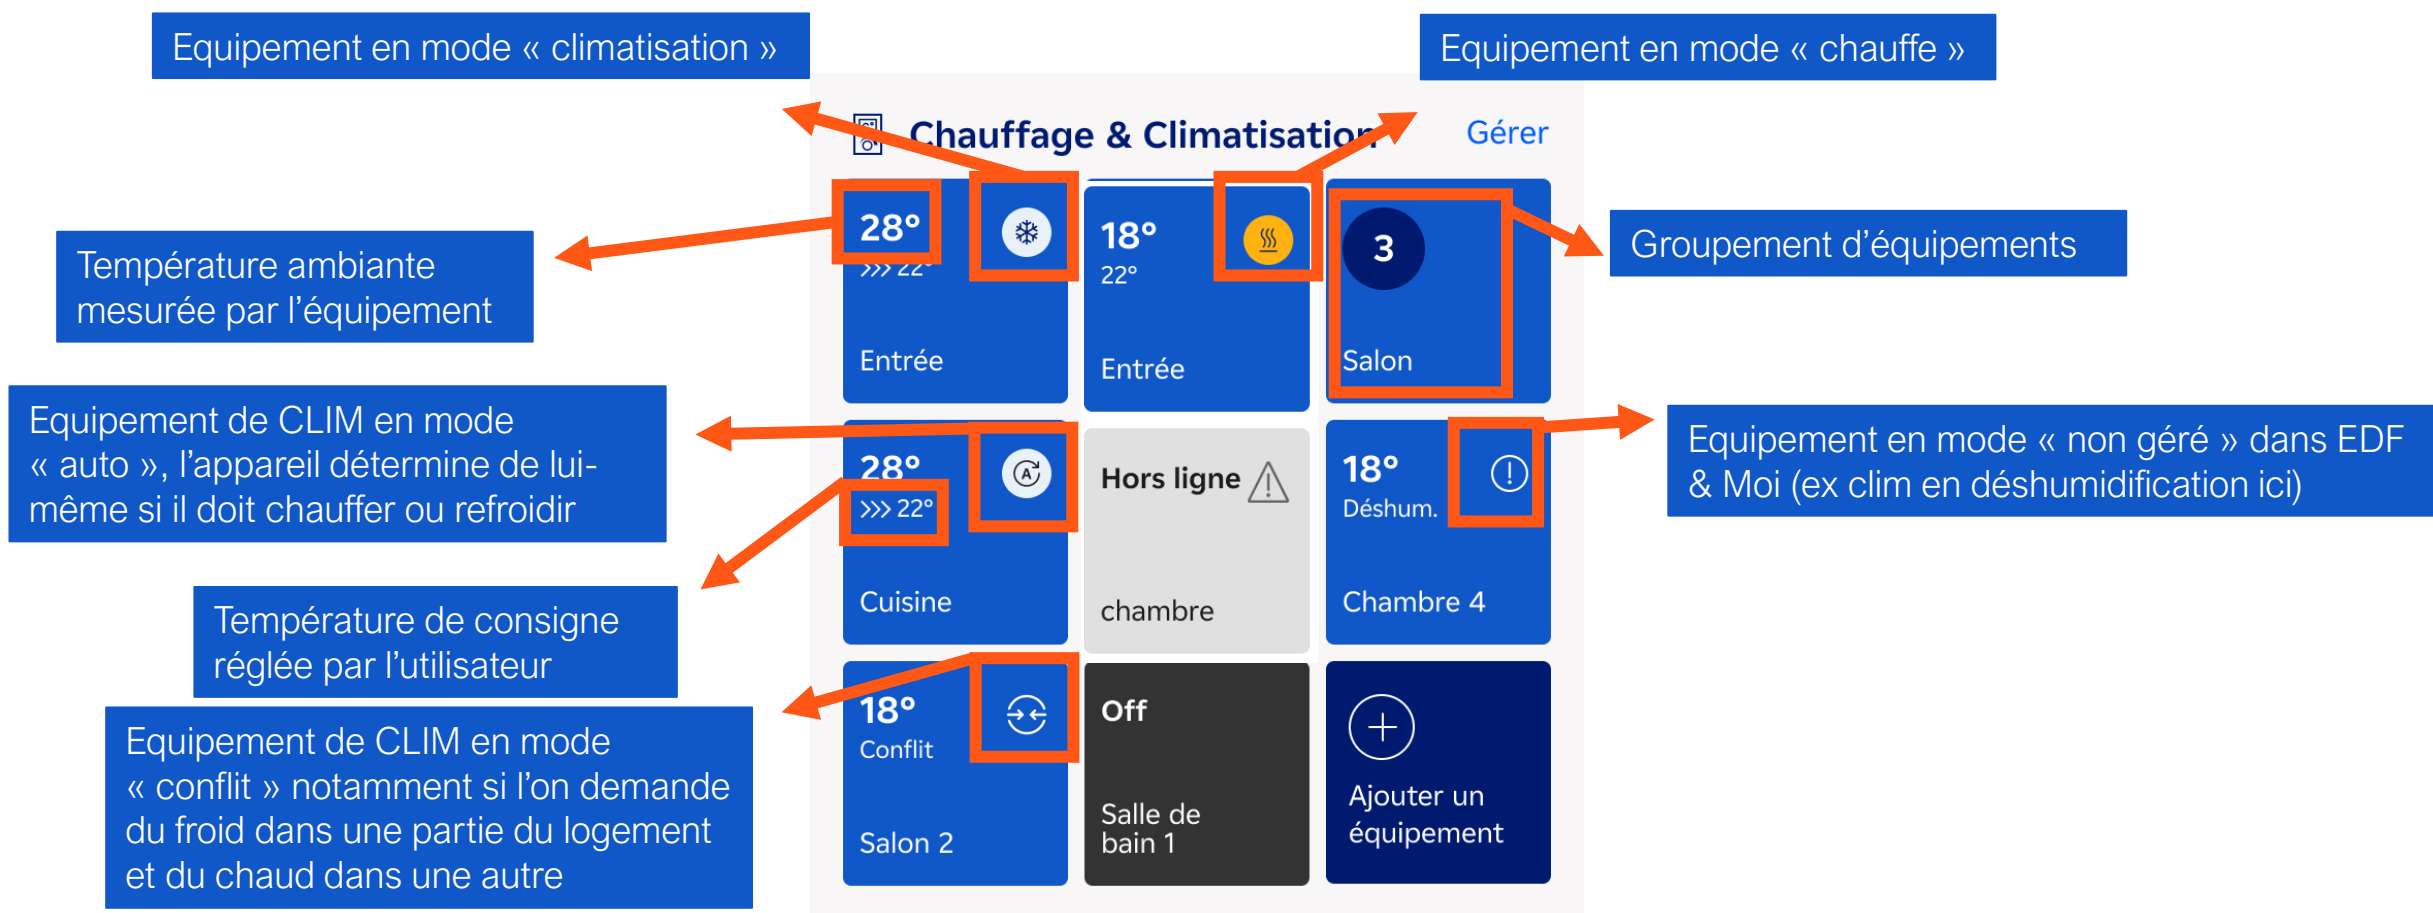 Equipement en mode « climatisation »
Equipement en mode « chauffe »
Chauffage & Climatisation
Gérer
Température ambiante
mesurée par l’équipement
28°
>>> 22°
Entrée
18°
22°
Entrée
3
Salon
Groupement d’équipements
Equipement de CLIM en mode
« auto », l’appareil détermine de lui-
même si il doit chauffer ou refroidir
28°
A
>>> 22°
Cuisine
Hors ligne
chambre
18°
Déshum.
Chambre 4
Equipement en mode « non géré » dans EDF
& Moi (ex clim en déshumidification ici)
Température de consigne
réglée par l’utilisateur
Equipement de CLIM en mode
« conflit » notamment si l’on demande
du froid dans une partie du logement
et du chaud dans une autre
18°
Conflit
Salon 2
Off
Salle de
bain 1
Ajouter un
équipement